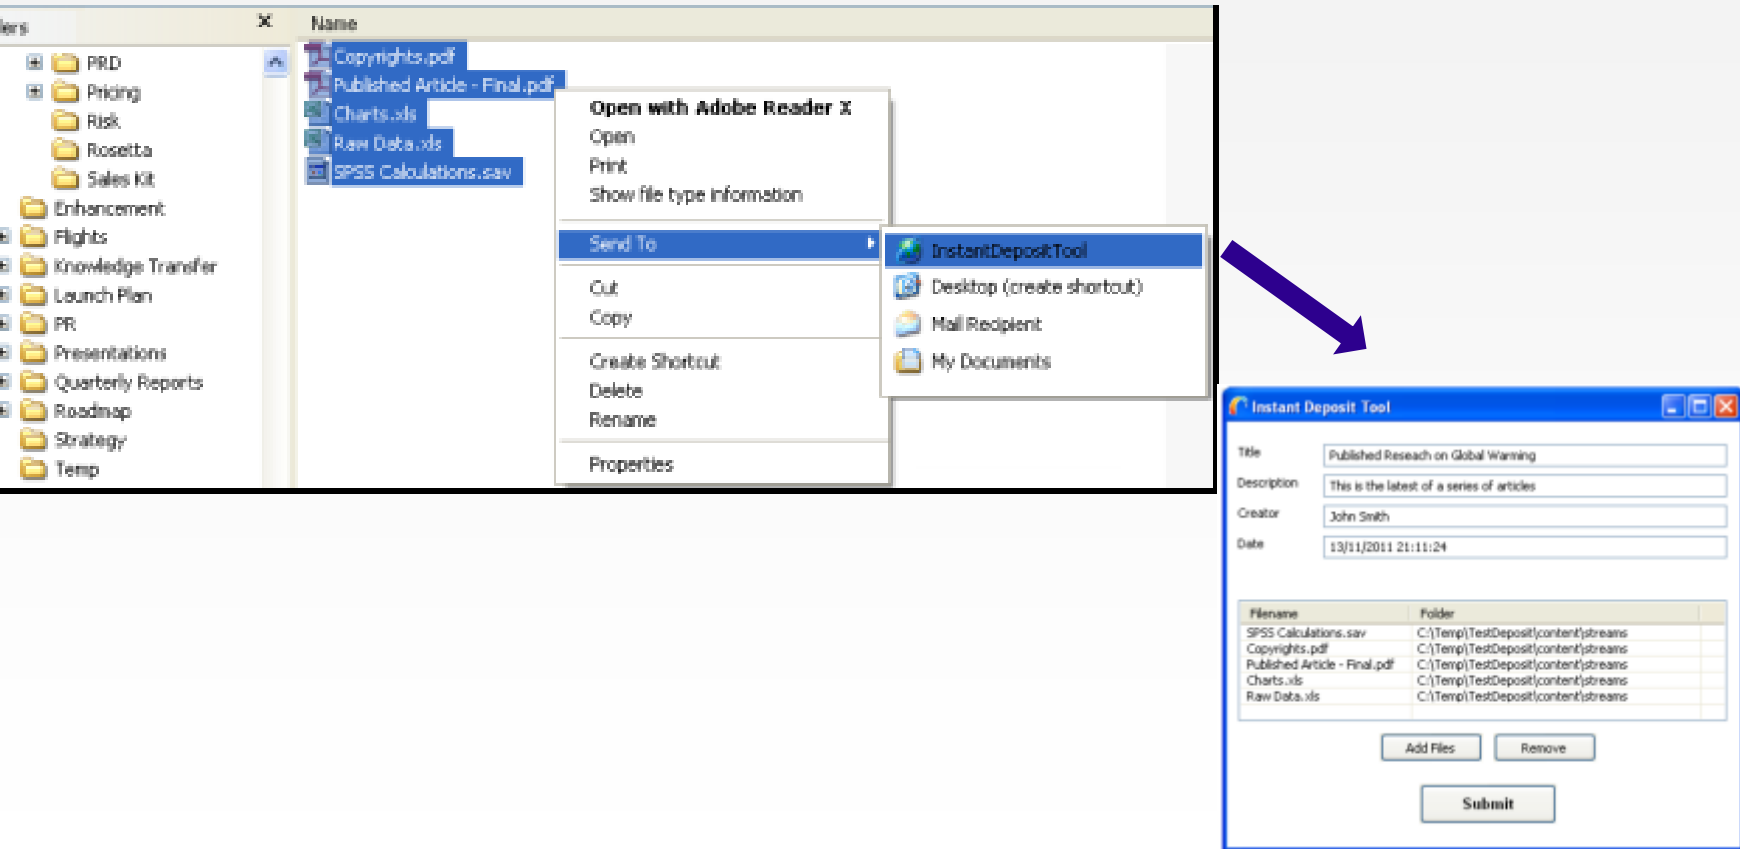 ders
Name
PRD
Pricing
Risk
Rosetta
Sales Kit
Enhancement
Flights
Knowledge Transfer
Launch Plan
PR
Presentations
Quarterly Reports
Roadmap
Strategy
Temp
Copyrights.pdf
Published Article - Final.pdf
Charts.xls
Raw Data.xls
SPSS Calculations.sav
Open with Adobe Reader X
Open
Print
Show file type information
Send To
Cut
Copy
Create Shortcut
Delete
Rename
Properties
InstantDepositTool
Desktop (create shortcut)
Mail Recipient
My Documents
Instant Deposit Tool
Title Published Reseach on Global Warming
Description This is the latest of a series of articles
Creator John Smith
Date 13/11/2011 21:11:24
Filename Folder
SPSS Calculations.sav C:\Temp\TestDeposit\content\streams
Copyrights.pdf C:\Temp\TestDeposit\content\streams
Published Article - Final.pdf C:\Temp\TestDeposit\content\streams
Charts.xls C:\Temp\TestDeposit\content\streams
Raw Data.xls C:\Temp\TestDeposit\content\streams
Add Files Remove
Submit